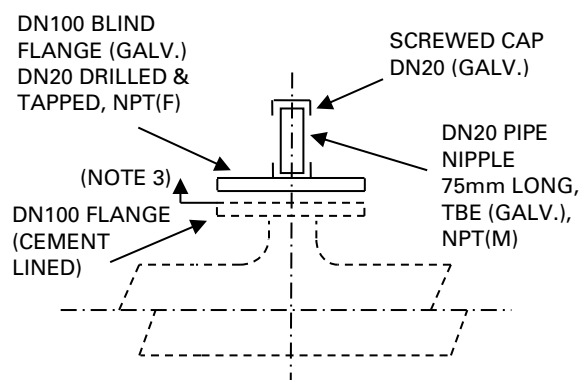 DN100 BLIND
FLANGE (GALV.)
DN20 DRILLED &
TAPPED, NPT(F)
SCREWED CAP
DN20 (GALV.)
DN20 PIPE
NIPPLE
75mm LONG,
TBE (GALV.),
NPT(M)
(NOTE 3)
DN100 FLANGE
(CEMENT
LINED)